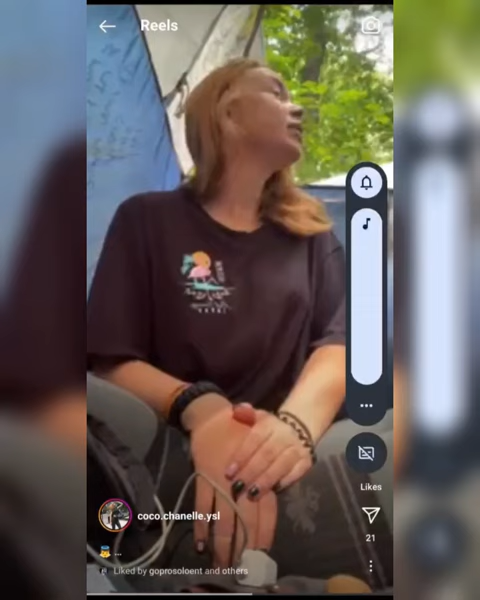 Reels
Likes
21
coco.chanelle.ysl
...
Liked by goprosoloent and others